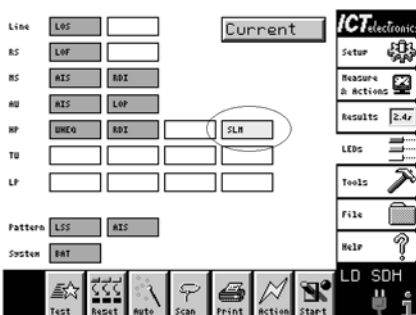 Current
ICTelectronic
Line LOS
RS LOF
MS AIS RDI
AU AIS LOP
HP UNEQ RDI SLM
TU
LP
Pattern LSS AIS
System BAT
Setup
Measure
& Actions
Results
LEDs
Tools
File
Help
Test Reset Auto Scan Print Action Start
LD SDH